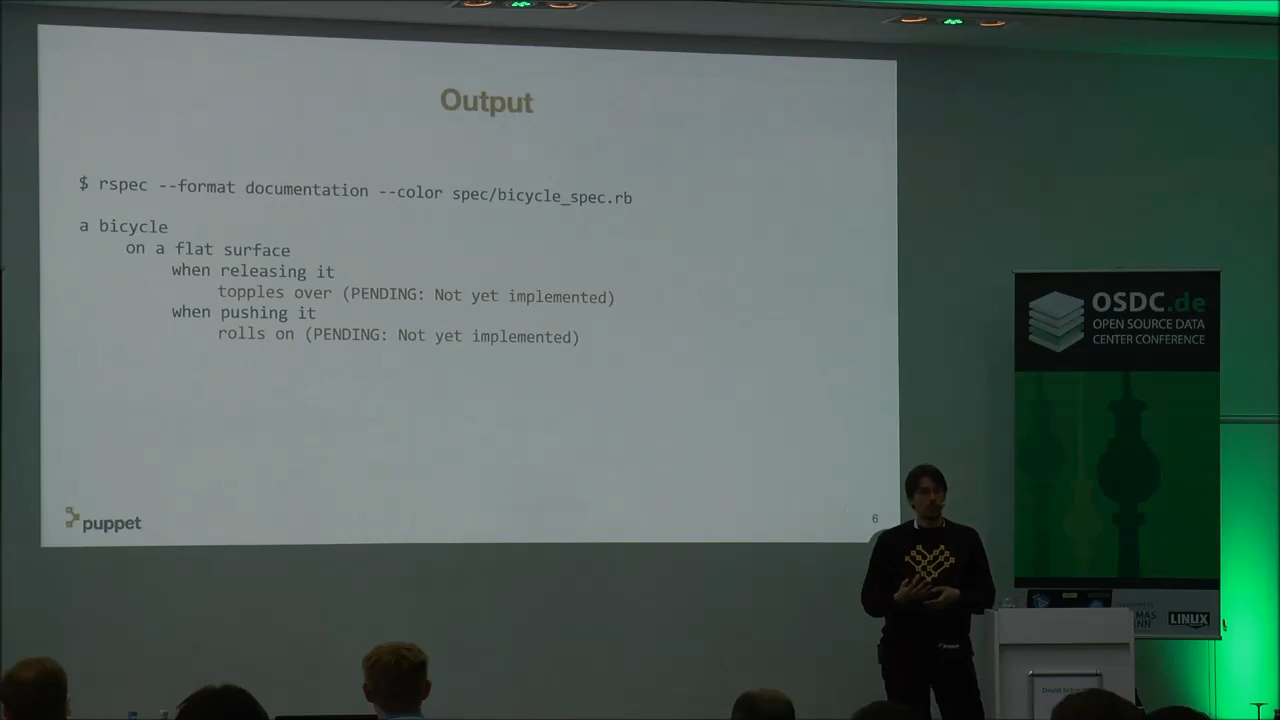 Output
$ rspec --format documentation --color spec/bicycle_spec.rb
a bicycle
on a flat surface
when releasing it
topples over (PENDING: Not yet implemented)
when pushing it
rolls on (PENDING: Not yet implemented)
puppet
6
OSDC.de
OPEN SOURCE DATA
CENTER CONFERENCE
LINUX
David